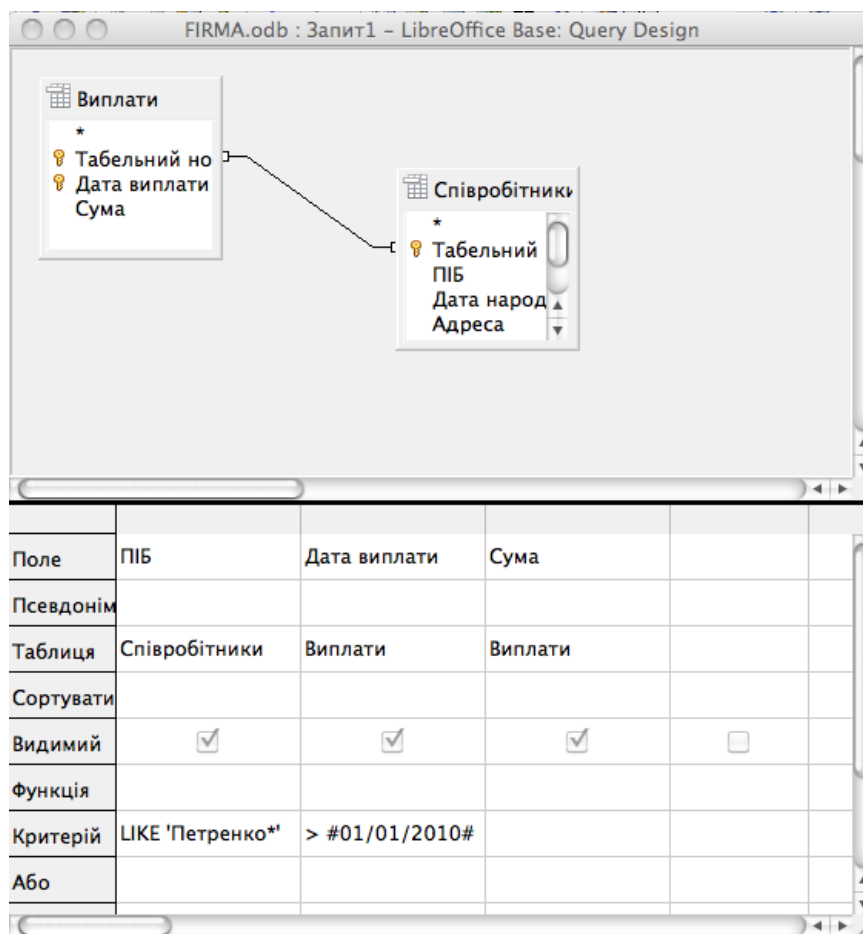 FIRMA.odb : Запит1 – LibreOffice Base: Query Design
Виплати
*
Табельний но
Дата виплати
Сума
Співробітники
*
Табельний
ПІБ
Дата народ
Адреса
Поле ПІБ Дата виплати Сума
Псевдонім
Таблиця Співробітники Виплати Виплати
Сортувати
Видимий
Функція
Критерій LIKE 'Петренко*' > #01/01/2010#
Або